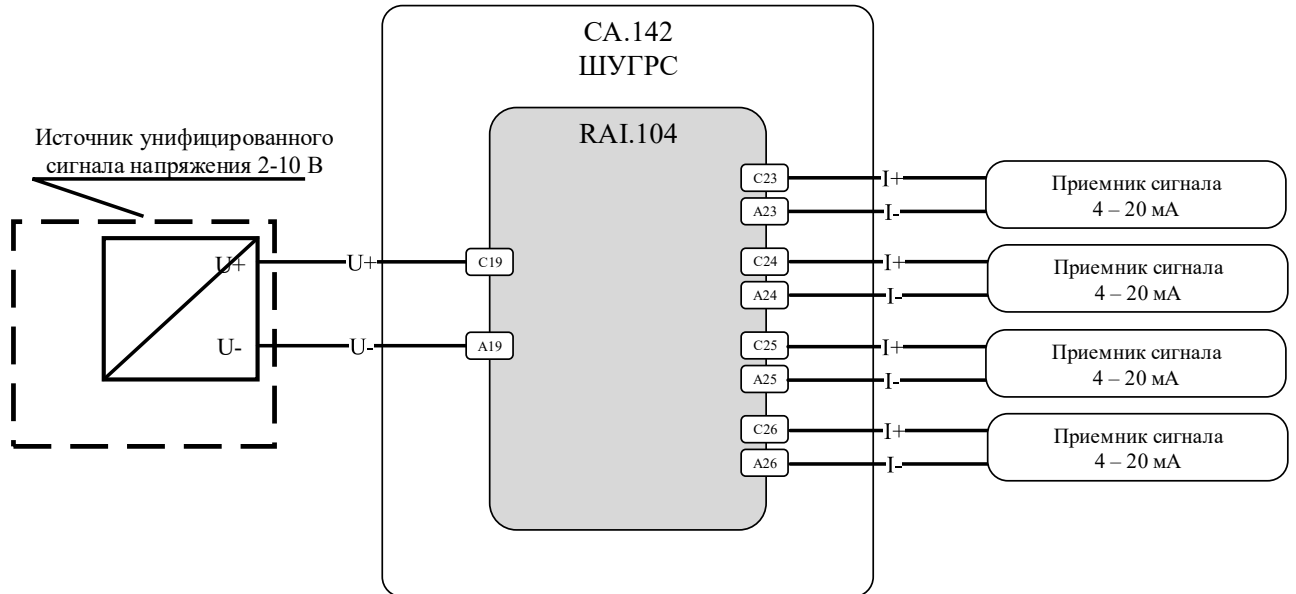 СА.142
ШУГРС
Источник унифицированного
сигнала напряжения 2-10 В
RAI.104
C23
I+
Приемник сигнала
4 – 20 мА
A23
I-
U+
U+
C19
C24
I+
Приемник сигнала
4 – 20 мА
A24
I-
U-
U-
A19
C25
I+
Приемник сигнала
4 – 20 мА
A25
I-
C26
I+
Приемник сигнала
4 – 20 мА
A26
I-